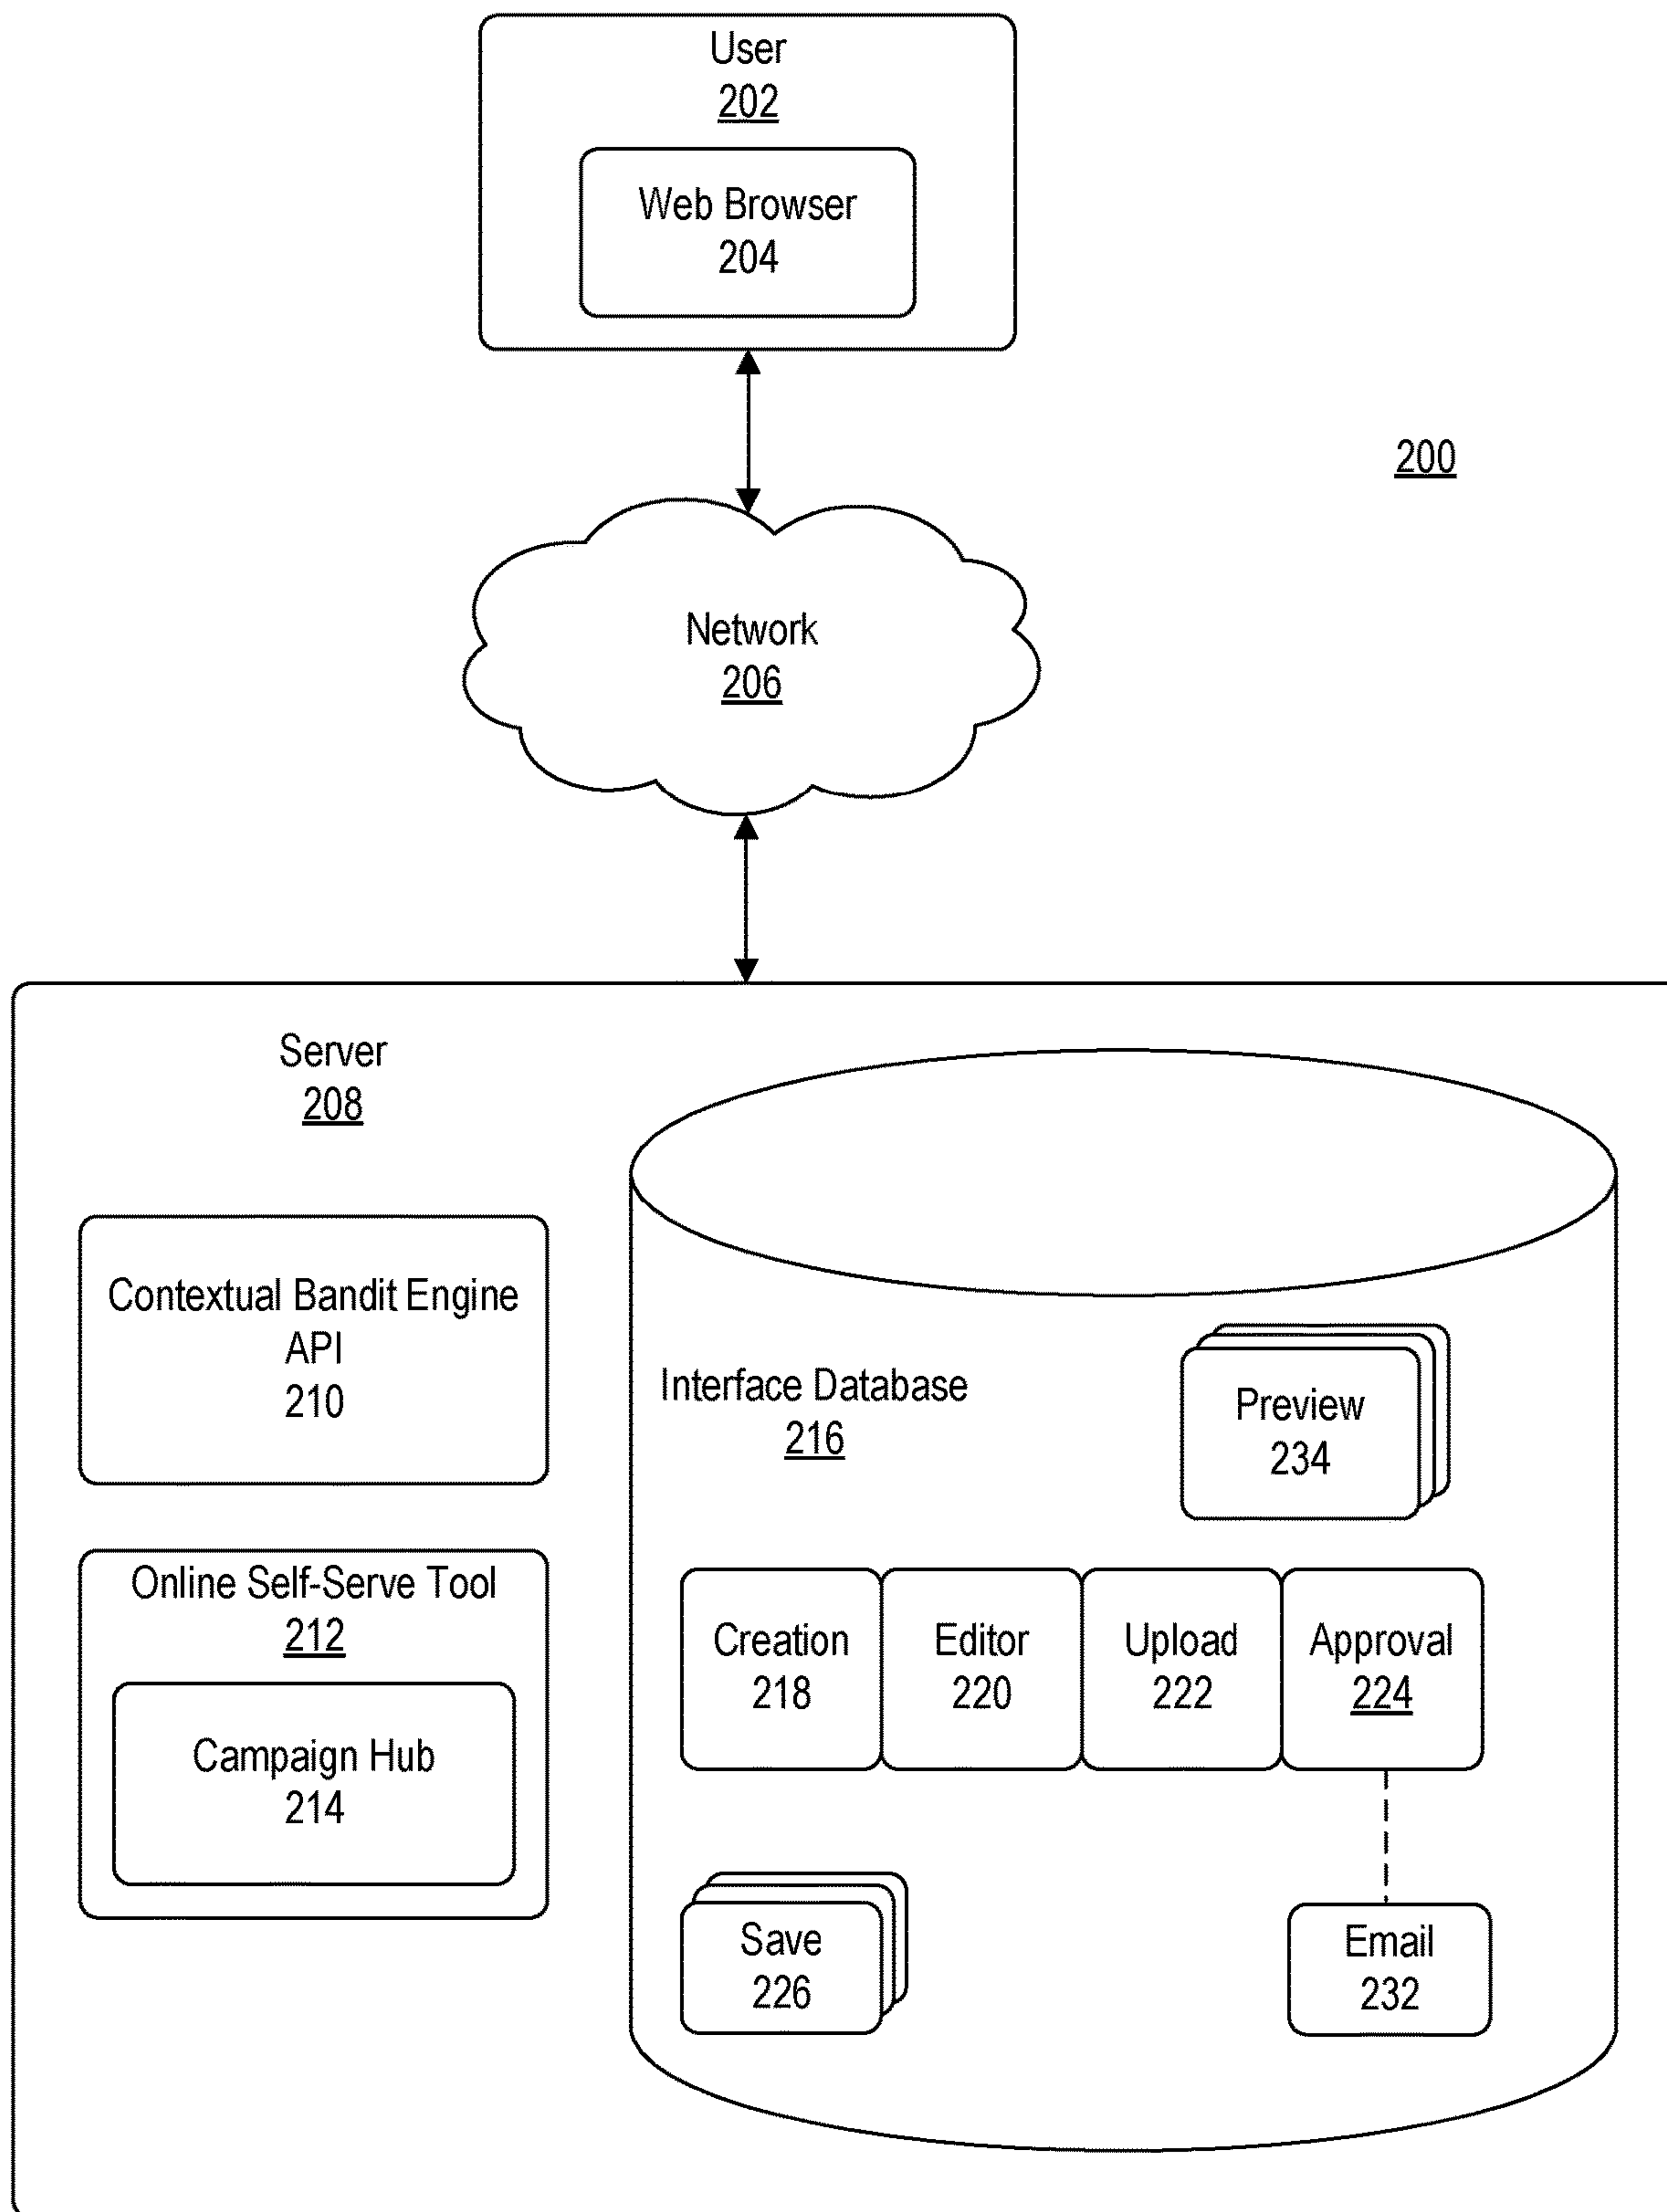 User
202
Web Browser
204
200
Network
206
Server
208
Contextual Bandit Engine
API
210
Online Self-Serve Tool
212
Campaign Hub
214
Interface Database
216
Preview
234
Creation
218
Editor
220
Upload
222
Approval
224
Save
226
Email
232